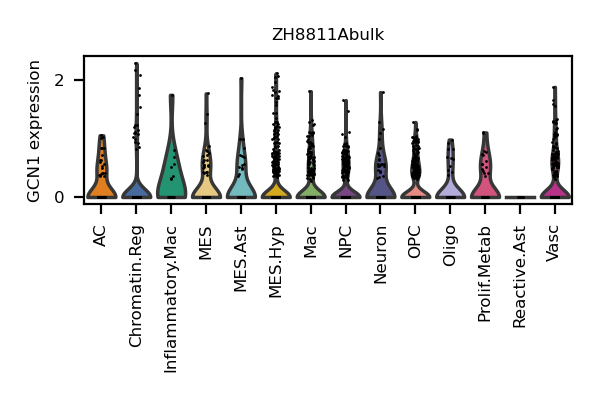 ZH8811Abulk
GCN1 expression
2
0
AC
Chromatin.Reg
Inflammatory.Mac
MES
MES.Ast
MES.Hyp
Mac
NPC
Neuron
OPC
Oligo
Prolif.Metab
Reactive.Ast
Vasc